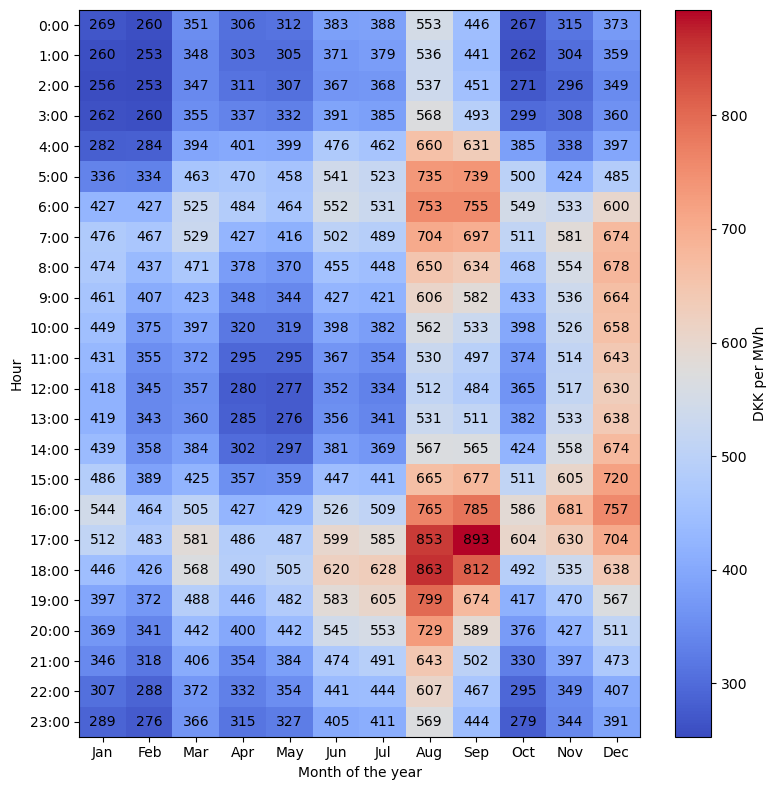 0:00 269 260 351 306 312 383 388 553 446 267 315 373
1:00 260 253 348 303 305 371 379 536 441 262 304 359
2:00 256 253 347 311 307 367 368 537 451 271 296 349
3:00 262 260 355 337 332 391 385 568 493 299 308 360
4:00 282 284 394 401 399 476 462 660 631 385 338 397
5:00 336 334 463 470 458 541 523 735 739 500 424 485
6:00 427 427 525 484 464 552 531 753 755 549 533 600
7:00 476 467 529 427 416 502 489 704 697 511 581 674
8:00 474 437 471 378 370 455 448 650 634 468 554 678
9:00 461 407 423 348 344 427 421 606 582 433 536 664
10:00 449 375 397 320 319 398 382 562 533 398 526 658
11:00 431 355 372 295 295 367 354 530 497 374 514 643
12:00 418 345 357 280 277 352 334 512 484 365 517 630
13:00 419 343 360 285 276 356 341 531 511 382 533 638
14:00 439 358 384 302 297 381 369 567 565 424 558 674
15:00 486 389 425 357 359 447 441 665 677 511 605 720
16:00 544 464 505 427 429 526 509 765 785 586 681 757
17:00 512 483 581 486 487 599 585 853 893 604 630 704
18:00 446 426 568 490 505 620 628 863 812 492 535 638
19:00 397 372 488 446 482 583 605 799 674 417 470 567
20:00 369 341 442 400 442 545 553 729 589 376 427 511
21:00 346 318 406 354 384 474 491 643 502 330 397 473
22:00 307 288 372 332 354 441 444 607 467 295 349 407
23:00 289 276 366 315 327 405 411 569 444 279 344 391
Jan Feb Mar Apr May Jun Jul Aug Sep Oct Nov Dec
Month of the year
Hour
800
700
600
500
400
300
DKK per MWh